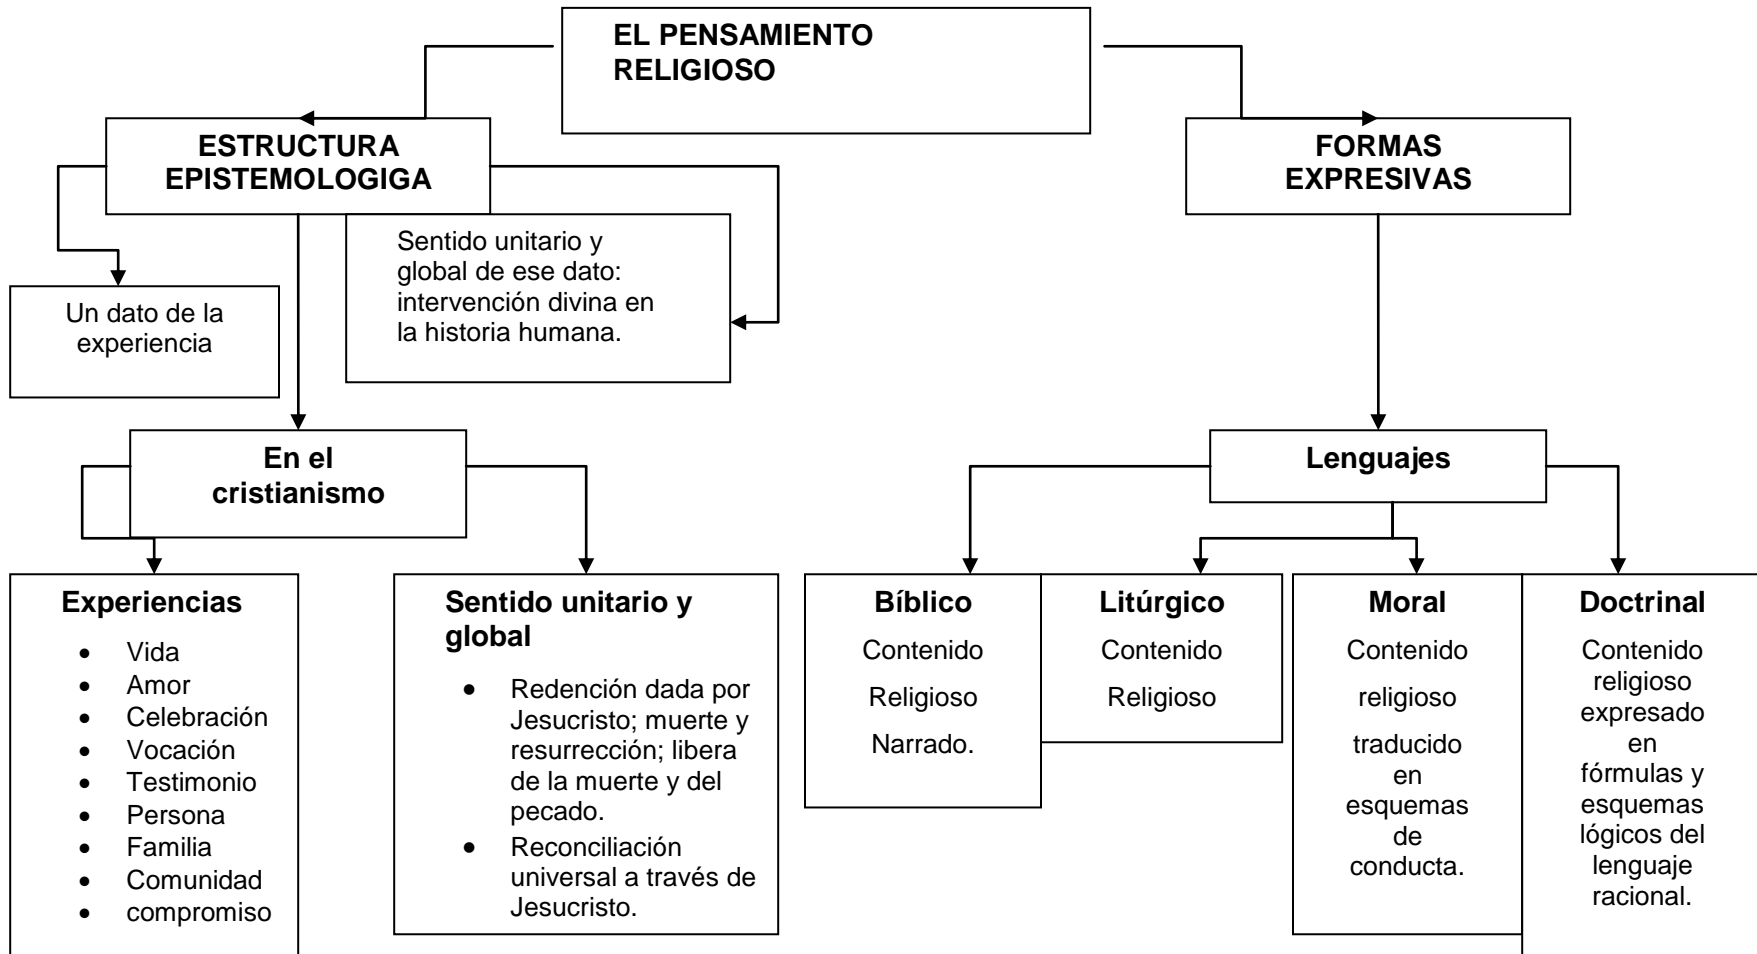 EL PENSAMIENTO
RELIGIOSO
ESTRUCTURA
EPISTEMOLOGIGA
FORMAS
EXPRESIVAS
Un dato de la
experiencia
Sentido unitario y
global de ese dato:
intervención divina en
la historia humana.
En el
cristianismo
Lenguajes
Experiencias
• Vida
• Amor
• Celebración
• Vocación
• Testimonio
• Persona
• Familia
• Comunidad
• compromiso
Sentido unitario y
global
• Redención dada por
Jesucristo; muerte y
resurrección; libera
de la muerte y del
pecado.
• Reconciliación
universal a través de
Jesucristo.
Bíblico
Contenido
Religioso
Narrado.
Litúrgico
Contenido
Religioso
Moral
Contenido
religioso
traducido
en
esquemas
de
conducta.
Doctrinal
Contenido
religioso
expresado
en
fórmulas y
esquemas
lógicos del
lenguaje
racional.